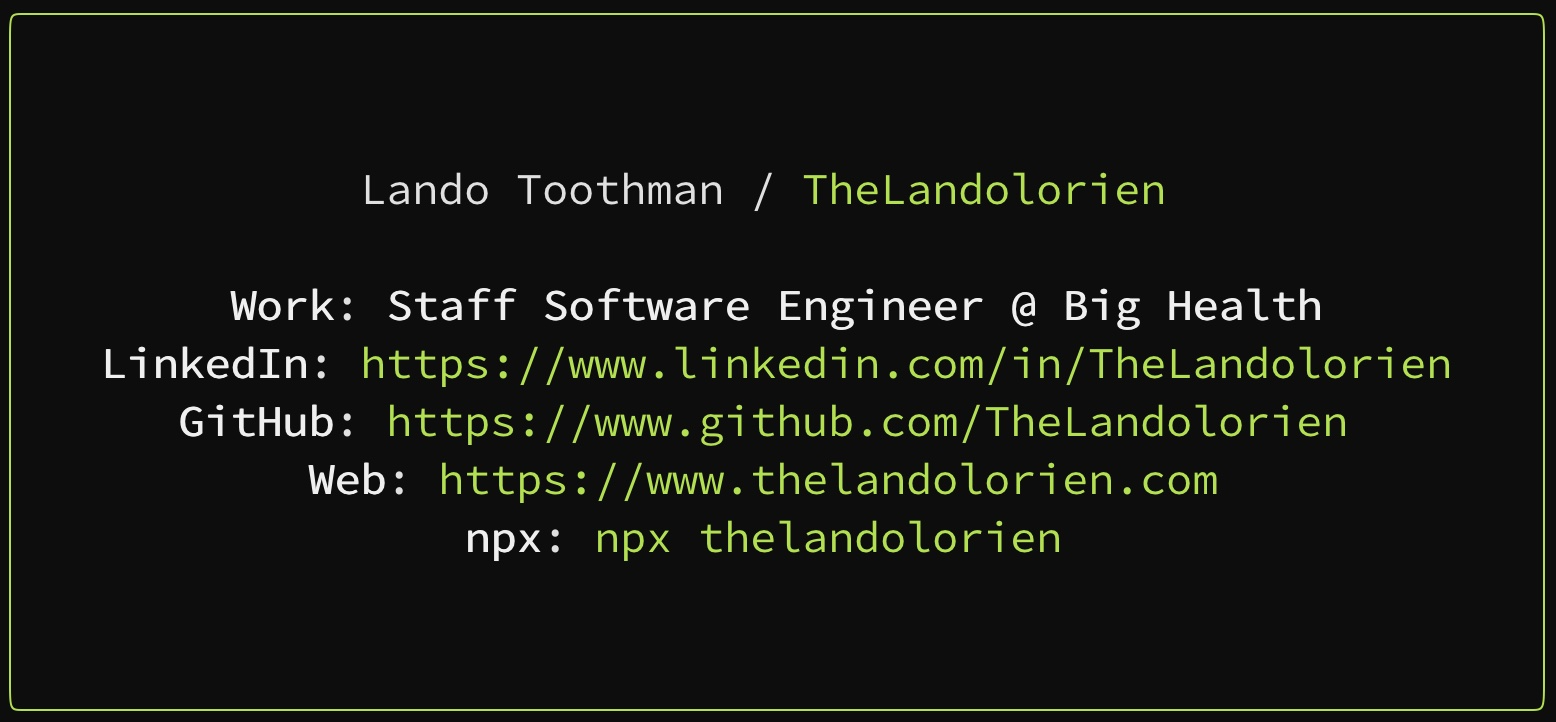 Lando Toothman / TheLandolorien
Work: Staff Software Engineer @ Big Health
LinkedIn: https://www.linkedin.com/in/TheLandolorien
GitHub: https://www.github.com/TheLandolorien
Web: https://www.thelandolorien.com
npx: npx thelandolorien